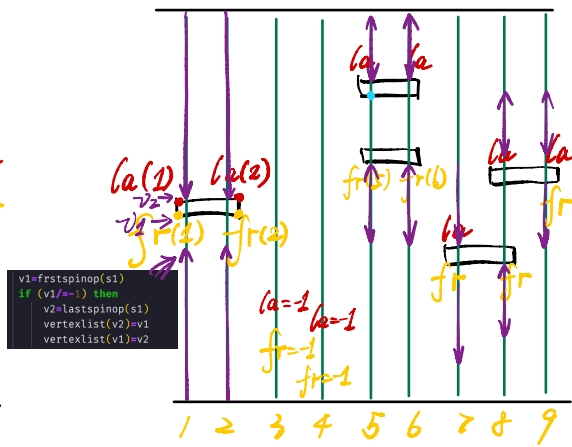 la la
la(1) la(2)
v2
v1
fr(1) fr(2)
fr(5) fr(6)
la la
fr
la
fr fr
v1=frstspinop(s1)
if (v1/=-1) then
v2=lastspinop(s1)
vertexlist(v2)=v1
vertexlist(v1)=v2
la=-1
la=-1
fr=-1
fr=-1
1 2 3 4 5 6 7 8 9